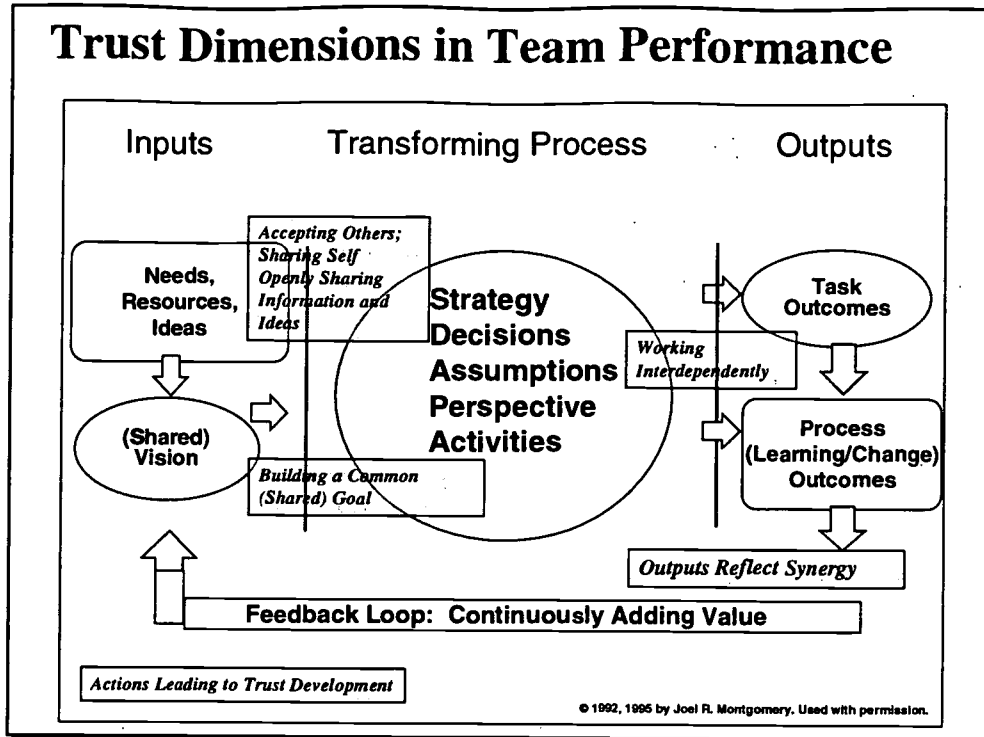 Trust Dimensions in Team Performance
Inputs
Transforming Process
Outputs
Needs,
Resources,
Ideas
Accepting Others;
Sharing Self
Openly Sharing
Information and
Ideas
(Shared)
Vision
Building a Common
(Shared) Goal
Strategy
Decisions
Assumptions
Perspective
Activities
Working
Interdependently
Task
Outcomes
Process
(Learning/Change)
Outcomes
Outputs Reflect Synergy
Feedback Loop: Continuously Adding Value
Actions Leading to Trust Development
© 1992, 1995 by Joel R. Montgomery. Used with permission.